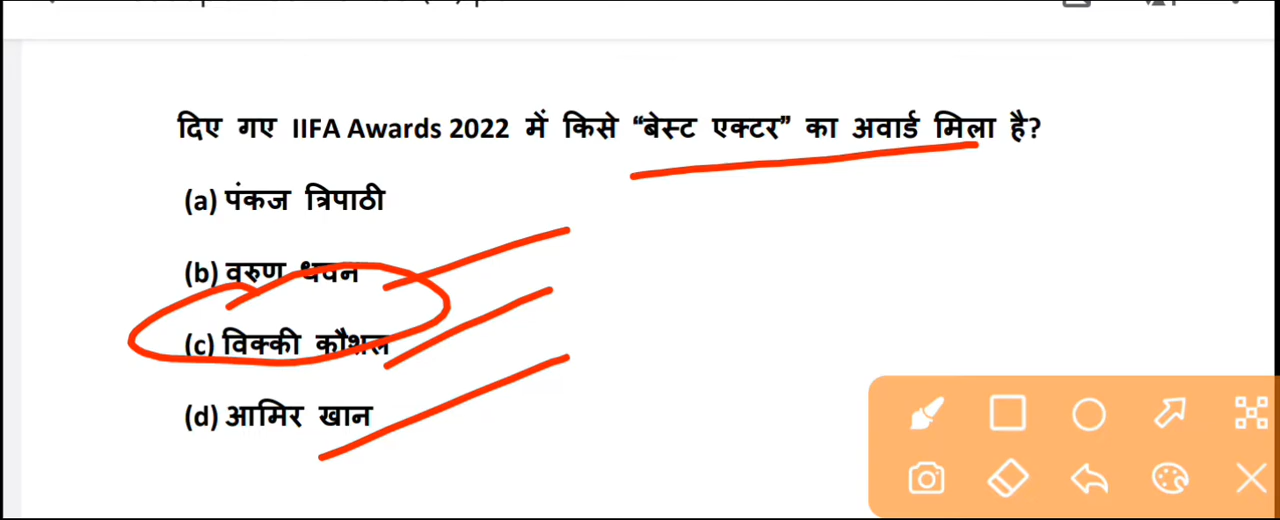 दिए गए IIFA Awards 2022 में किसे “बेस्ट एक्टर” का अवार्ड मिला है?
(a) पंकज त्रिपाठी
(b) वरुण धवन
(c) विक्की कौशल
(d) आमिर खान